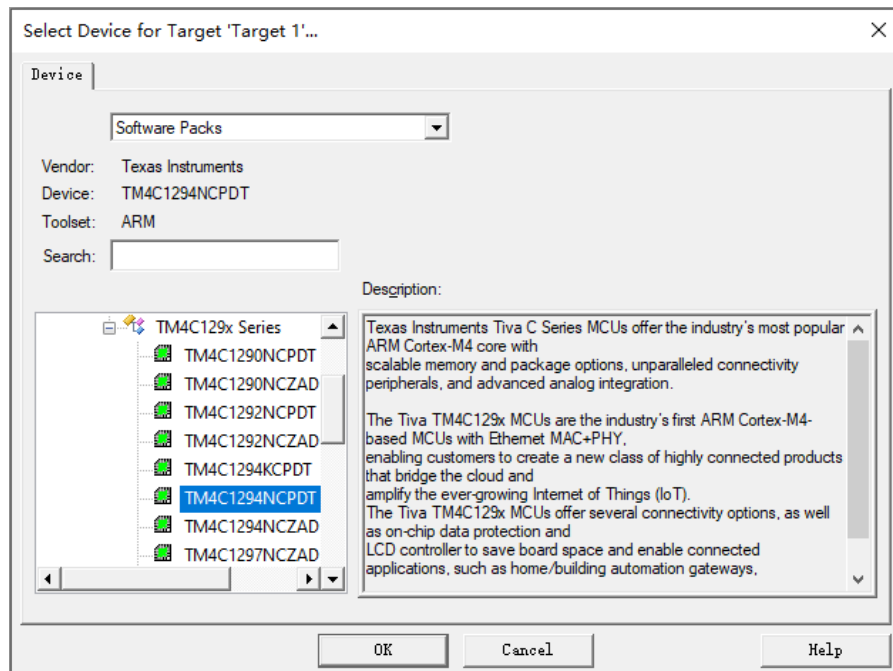 Select Device for Target 'Target 1'...
Device
Software Packs
Vendor: Texas Instruments
Device: TM4C1294NCPDT
Toolset: ARM
Search:
Description:
TM4C129x Series
TM4C1290NCPDT
TM4C1290NCZAD
TM4C1292NCPDT
TM4C1292NCZAD
TM4C1294KCPDT
TM4C1294NCPDT
TM4C1294NCZAD
TM4C1297NCZAD
Texas Instruments Tiva C Series MCUs offer the industry's most popular
ARM Cortex-M4 core with
scalable memory and package options, unparalleled connectivity
peripherals, and advanced analog integration.
The Tiva TM4C129x MCUs are the industry's first ARM Cortex-M4-
based MCUs with Ethernet MAC+PHY,
enabling customers to create a new class of highly connected products
that bridge the cloud and
amplify the ever-growing Internet of Things (IoT).
The Tiva TM4C129x MCUs offer several connectivity options, as well
as on-chip data protection and
LCD controller to save board space and enable connected
applications, such as home/building automation gateways,
OK
Cancel
Help